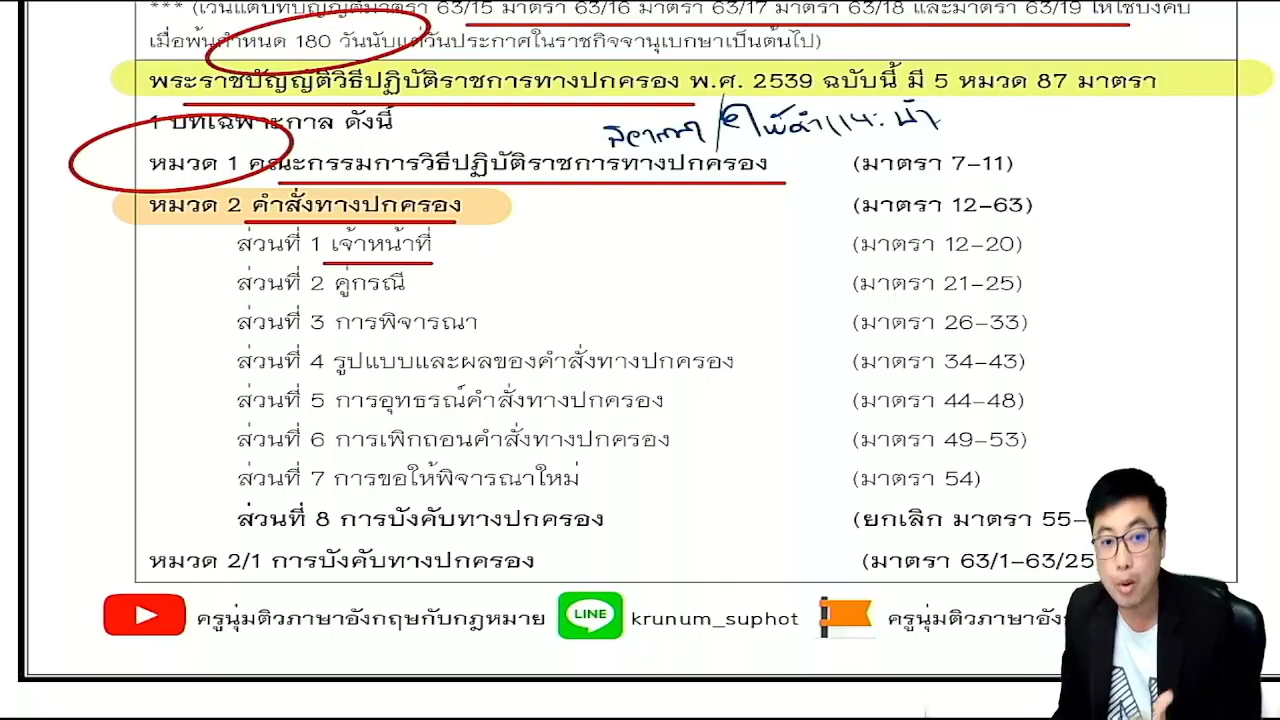 *** (เว้นแต่บทบัญญัติมาตรา 63/15 มาตรา 63/16 มาตรา 63/17 มาตรา 63/18 และมาตรา 63/19 ให้ใช้บังคับ
เมื่อพ้นกำหนด 180 วันนับแต่วันประกาศในราชกิจจานุเบกษาเป็นต้นไป)
พระราชบัญญัติวิธีปฏิบัติราชการทางปกครอง พ.ศ. 2539 ฉบับนี้ มี 5 หมวด 87 มาตรา
1 บทเฉพาะกาล ดังนี้
ให้คำแนะนำ
หมวด 1 คณะกรรมการวิธีปฏิบัติราชการทางปกครอง (มาตรา 7-11)
หมวด 2 คำสั่งทางปกครอง (มาตรา 12-63)
ส่วนที่ 1 เจ้าหน้าที่ (มาตรา 12-20)
ส่วนที่ 2 คู่กรณี (มาตรา 21-25)
ส่วนที่ 3 การพิจารณา (มาตรา 26-33)
ส่วนที่ 4 รูปแบบและผลของคำสั่งทางปกครอง (มาตรา 34-43)
ส่วนที่ 5 การอุทธรณ์คำสั่งทางปกครอง (มาตรา 44-48)
ส่วนที่ 6 การเพิกถอนคำสั่งทางปกครอง (มาตรา 49-53)
ส่วนที่ 7 การขอให้พิจารณาใหม่ (มาตรา 54)
ส่วนที่ 8 การบังคับทางปกครอง (ยกเลิก มาตรา 55-
หมวด 2/1 การบังคับทางปกครอง (มาตรา 63/1-63/25
ครูนุ่มติวภาษาอังกฤษกับกฎหมาย LINE krunum_suphot ครูนุ่มติวภาษาอัง